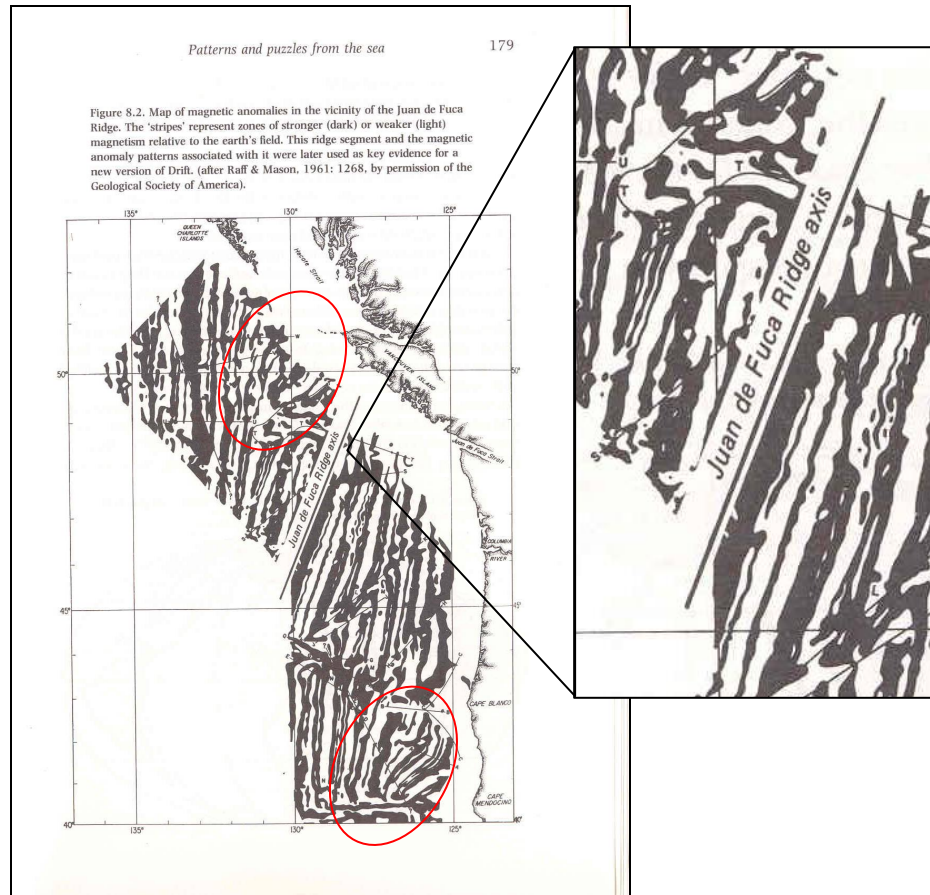 Patterns and puzzles from the sea 179
Figure 8.2. Map of magnetic anomalies in the vicinity of the Juan de Fuca
Ridge. The 'stripes' represent zones of stronger (dark) or weaker (light)
magnetism relative to the earth's field. This ridge segment and the magnetic
anomaly patterns associated with it were later used as key evidence for a
new version of Drift. (after Raff & Mason, 1961: 1268, by permission of the
Geological Society of America).
135° 130° 125°
QUEEN
CHARLOTTE
ISLANDS
Hecate Strait
VANCOUVER ISLAND
50° 50°
Juan de Fuca Strait
Juan de Fuca Ridge axis
COLUMBIA
RIVER
45° 45°
CAPE BLANCO
CAPE
MENDOCINO
40° 40°
135° 130° 125°
T
U
T
T
Juan de Fuca Ridge axis
S
L